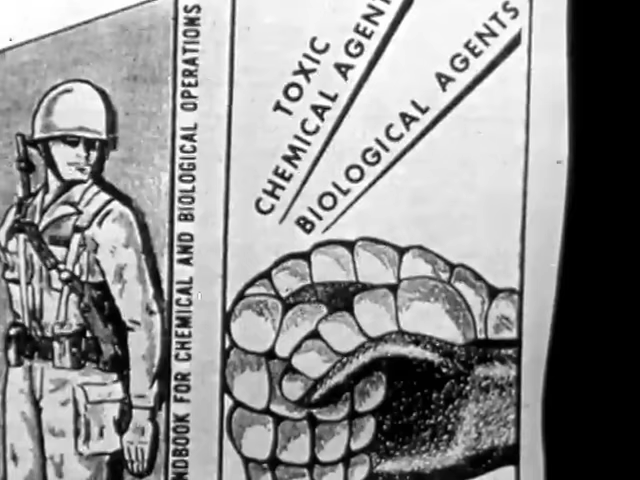 NDBOOK FOR CHEMICAL AND BIOLOGICAL OPERATIONS
TOXIC
CHEMICAL AGEN
BIOLOGICAL AGENTS